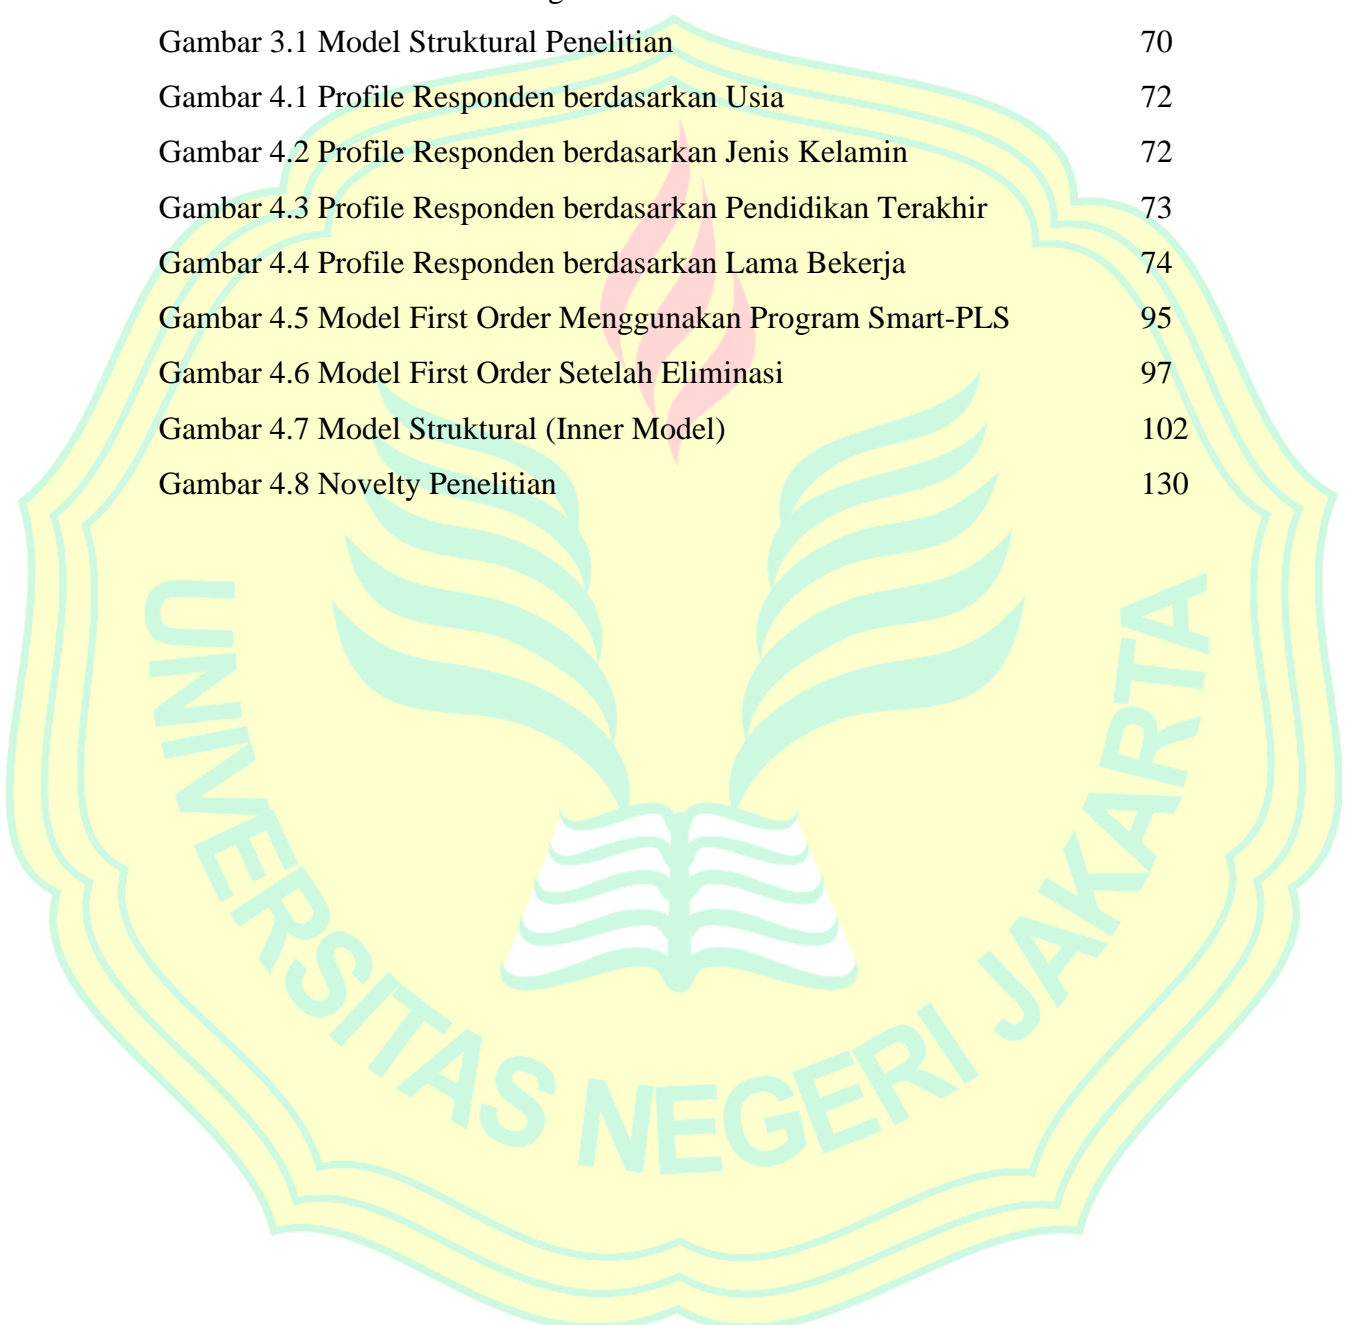 Gambar 3.1 Model Struktural Penelitian 70
Gambar 4.1 Profile Responden berdasarkan Usia 72
Gambar 4.2 Profile Responden berdasarkan Jenis Kelamin 72
Gambar 4.3 Profile Responden berdasarkan Pendidikan Terakhir 73
Gambar 4.4 Profile Responden berdasarkan Lama Bekerja 74
Gambar 4.5 Model First Order Menggunakan Program Smart-PLS 95
Gambar 4.6 Model First Order Setelah Eliminasi 97
Gambar 4.7 Model Struktural (Inner Model) 102
Gambar 4.8 Novelty Penelitian 130
UNIVERSITAS NEGERI JAKARTA